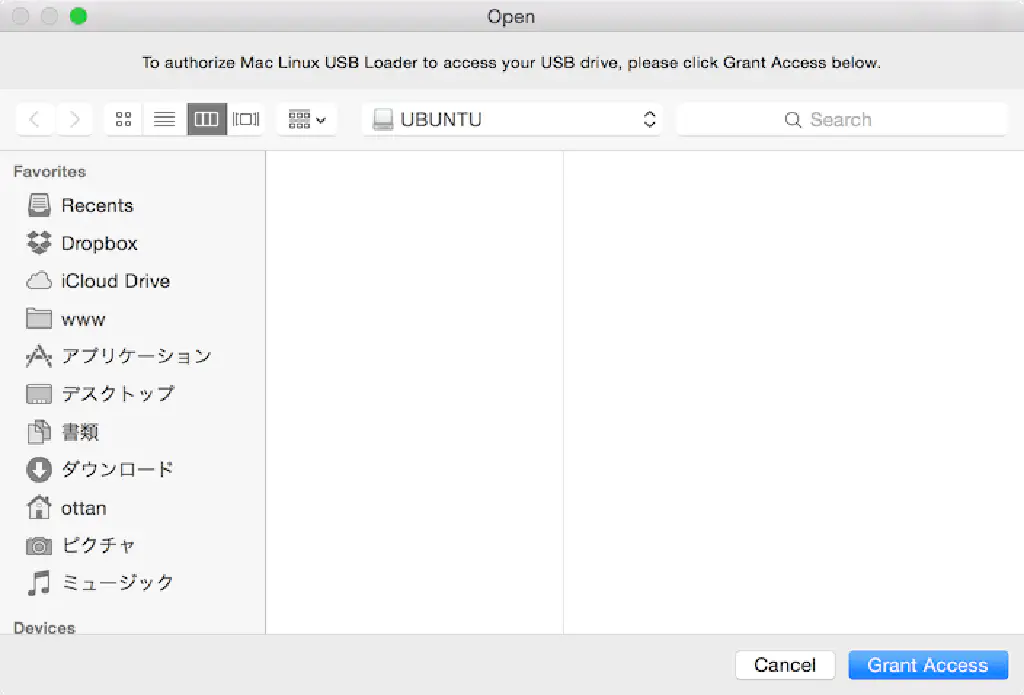 Open
To authorize Mac Linux USB Loader to access your USB drive, please click Grant Access below.
UBUNTU
Search
Favorites
Recents
Dropbox
iCloud Drive
www
アプリケーション
デスクトップ
書類
ダウンロード
ottan
ピクチャ
ミュージック
Devices
Cancel
Grant Access